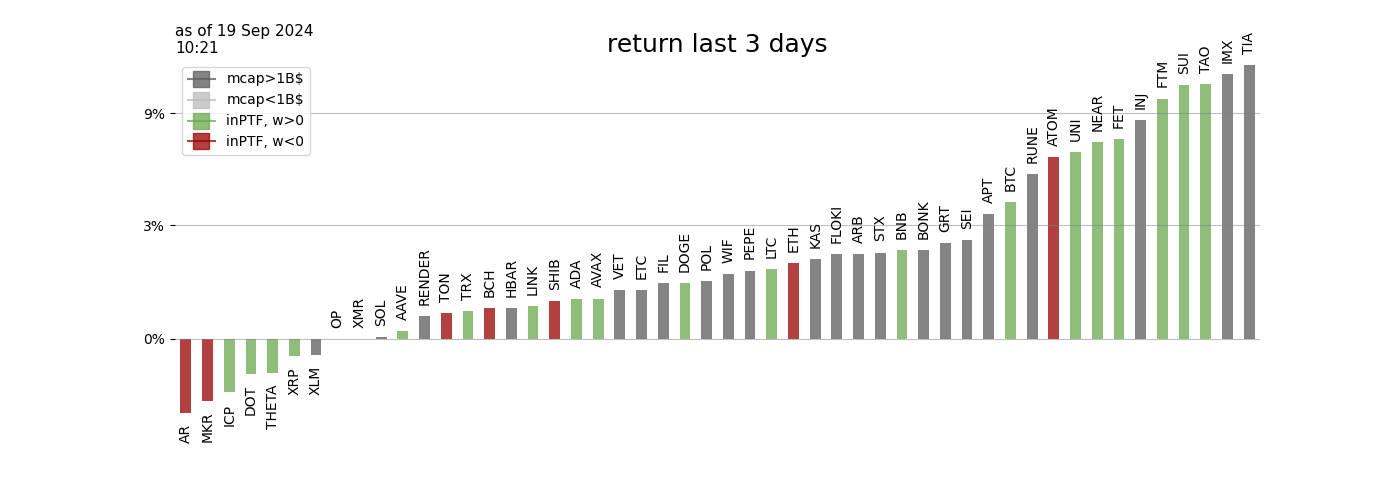 as of 19 Sep 2024
10:21
return last 3 days
mcap>1B$
mcap<1B$
inPTF, w>0
inPTF, w<0
9%
3%
0%
AR
MKR
ICP
DOT
THETA
XRP
XLM
OP
XMR
SOL
AAVE
RENDER
TON
TRX
BCH
HBAR
LINK
SHIB
ADA
AVAX
VET
ETC
FIL
DOGE
POL
WIF
PEPE
LTC
ETH
KAS
FLOKI
ARB
STX
BNB
BONK
GRT
SEI
APT
BTC
RUNE
ATOM
UNI
NEAR
FET
INJ
FTM
SUI
TAO
IMX
TIA